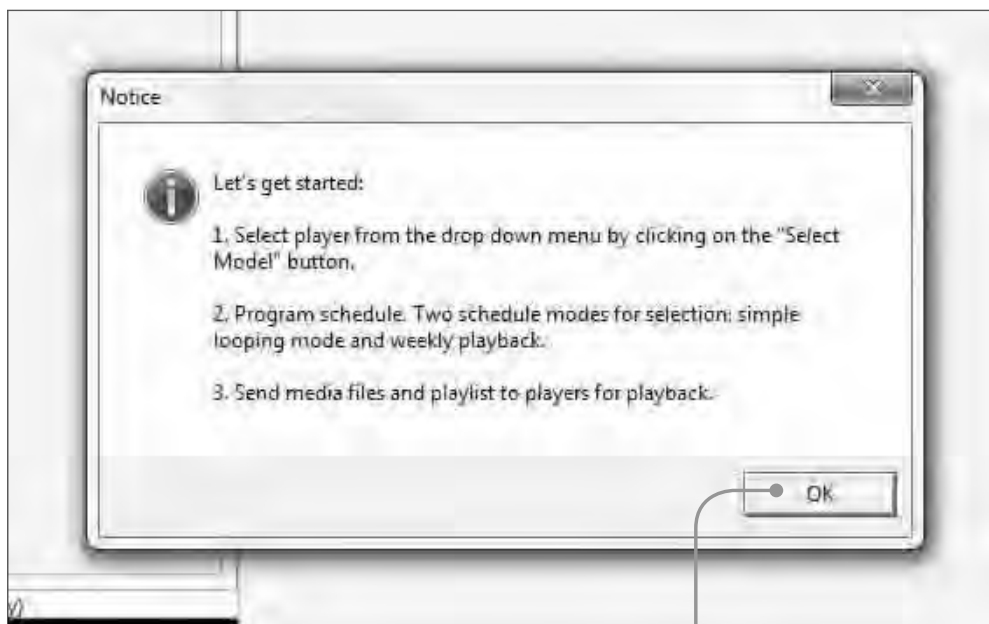 Notice
Let's get started:
1. Select player from the drop down menu by clicking on the "Select
Model" button.
2. Program schedule. Two schedule modes for selection: simple
looping mode and weekly playback.
3. Send media files and playlist to players for playback.
OK